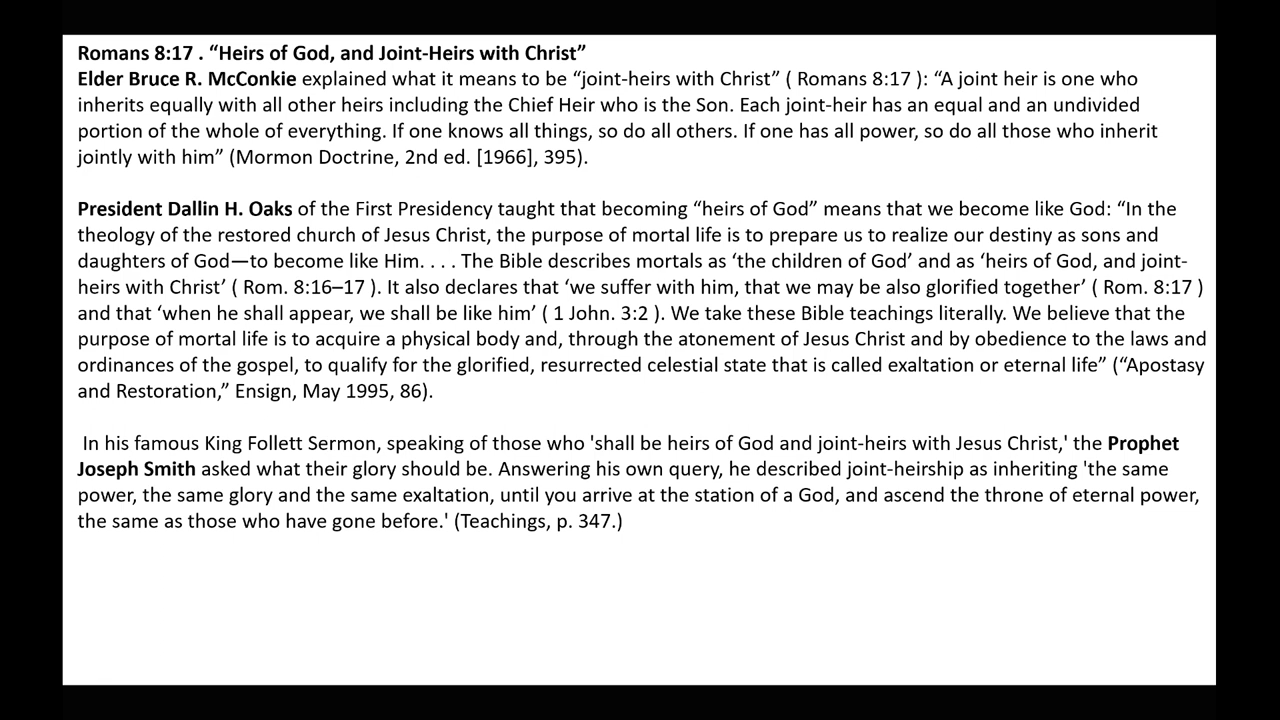 Romans 8:17 . “Heirs of God, and Joint-Heirs with Christ”
Elder Bruce R. McConkie explained what it means to be “joint-heirs with Christ” ( Romans 8:17 ): “A joint heir is one who
inherits equally with all other heirs including the Chief Heir who is the Son. Each joint-heir has an equal and an undivided
portion of the whole of everything. If one knows all things, so do all others. If one has all power, so do all those who inherit
jointly with him” (Mormon Doctrine, 2nd ed. [1966], 395).
President Dallin H. Oaks of the First Presidency taught that becoming “heirs of God” means that we become like God: “In the
theology of the restored church of Jesus Christ, the purpose of mortal life is to prepare us to realize our destiny as sons and
daughters of God—to become like Him. . . . The Bible describes mortals as ‘the children of God’ and as ‘heirs of God, and joint-
heirs with Christ’ ( Rom. 8:16–17 ). It also declares that ‘we suffer with him, that we may be also glorified together’ ( Rom. 8:17 )
and that ‘when he shall appear, we shall be like him’ ( 1 John. 3:2 ). We take these Bible teachings literally. We believe that the
purpose of mortal life is to acquire a physical body and, through the atonement of Jesus Christ and by obedience to the laws and
ordinances of the gospel, to qualify for the glorified, resurrected celestial state that is called exaltation or eternal life” (“Apostasy
and Restoration,” Ensign, May 1995, 86).
In his famous King Follett Sermon, speaking of those who 'shall be heirs of God and joint-heirs with Jesus Christ,' the Prophet
Joseph Smith asked what their glory should be. Answering his own query, he described joint-heirship as inheriting 'the same
power, the same glory and the same exaltation, until you arrive at the station of a God, and ascend the throne of eternal power,
the same as those who have gone before.' (Teachings, p. 347.)